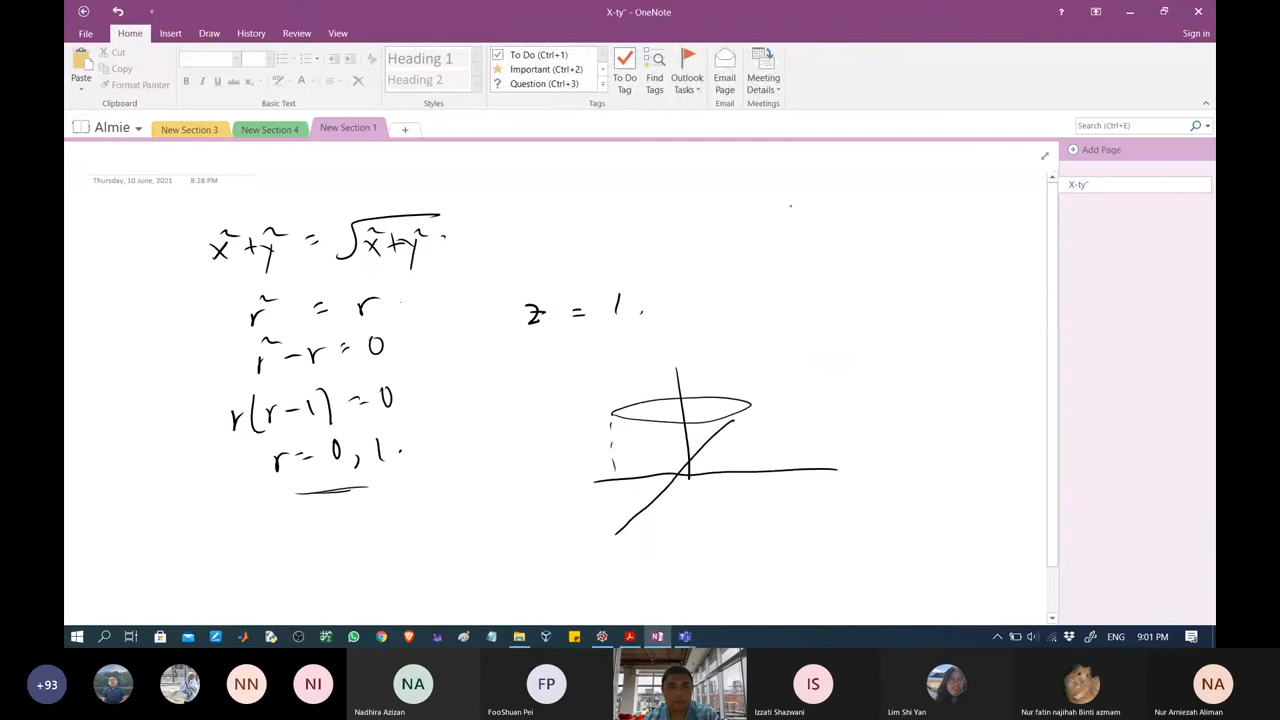 X-ty˜ - OneNote
?
File
Home
Insert
Draw
History
Review
View
Sign in
Paste
Cut
Copy
Format Painter
Clipboard
B I U abc x₂ A
Basic Text
Heading 1
Heading 2
Styles
To Do (Ctrl+1)
Important (Ctrl+2)
Question (Ctrl+3)
Tags
To Do Tag
Find Tags
Outlook Tasks
Email Page
Email
Meeting Details
Meetings
Almie
New Section 3
New Section 4
New Section 1
+
Search (Ctrl+E)
Add Page
X-ty˜
Thursday, 10 June, 2021 8:28 PM
x² + y² = √x² + y²
r² = r
r² - r = 0
r(r-1) = 0
r = 0, 1.
z = 1.
ENG 9:01 PM
+93
NN
NI
NA
Nadhira Azizan
FP
FooShuan Pei
IS
Izzati Shazwani
Lim Shi Yan
Nur fatin najihah Binti azmam
NA
Nur Arniezah Aliman